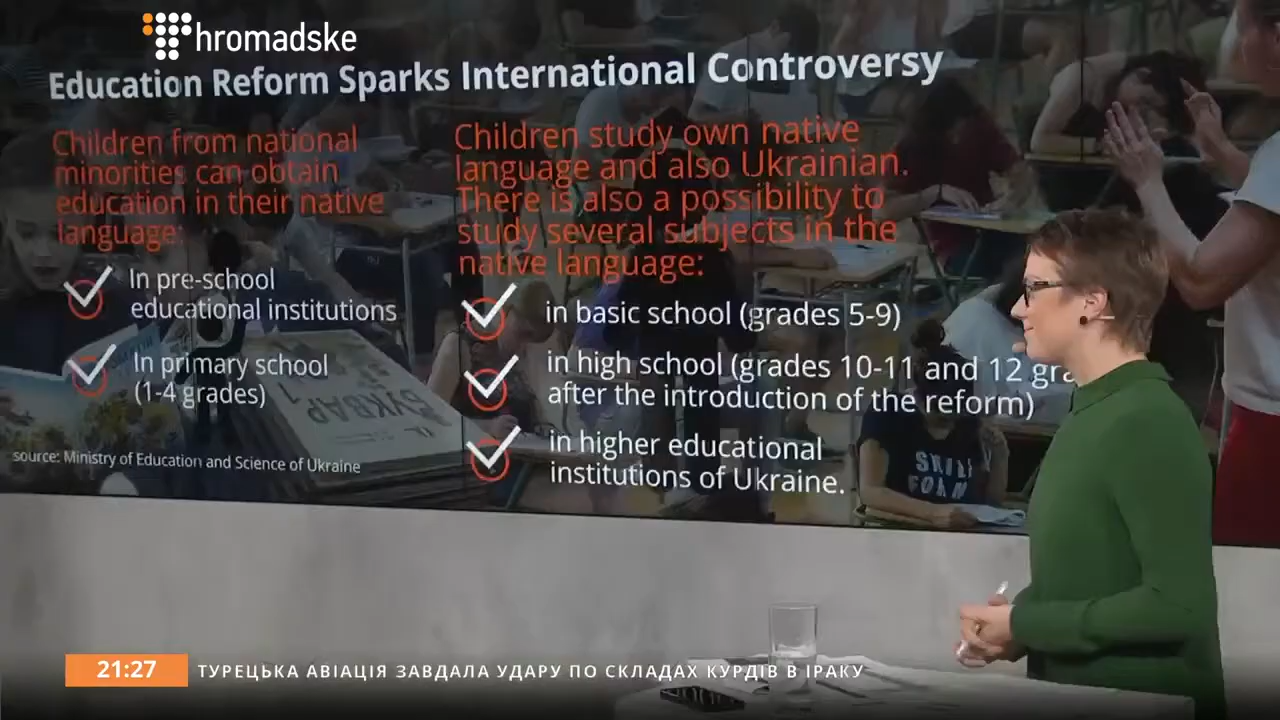 hromadske
Education Reform Sparks International Controversy
Children from national
minorities can obtain
education in their native
language:
In pre-school
educational institutions
In primary school
(1-4 grades)
source: Ministry of Education and Science of Ukraine
Children study own native
language and also Ukrainian.
There is also a possibility to
study several subjects in the
native language:
in basic school (grades 5-9)
in high school (grades 10-11 and 12 gra
after the introduction of the reform)
in higher educational
institutions of Ukraine.
БУКВАР
1
21:27
ТУРЕЦЬКА АВІАЦІЯ ЗАВДАЛА УДАРУ ПО СКЛАДАХ КУРДІВ В ІРАКУ